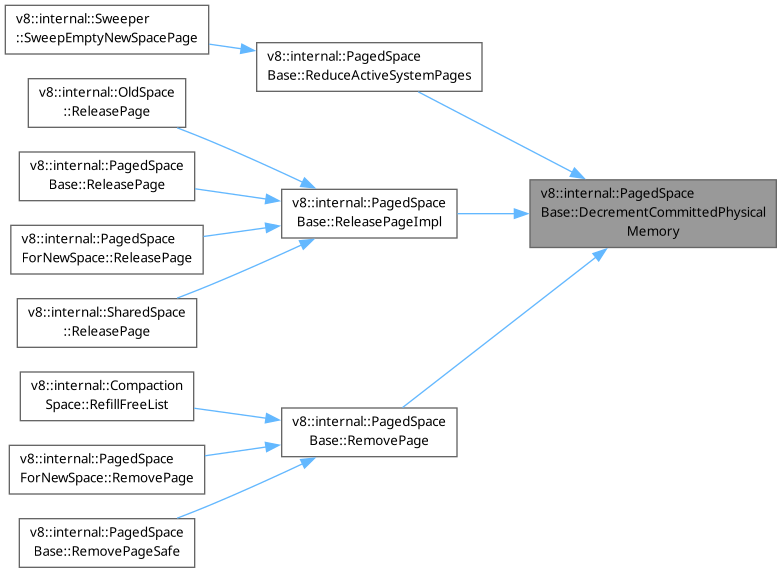 v8::internal::Sweeper
::SweepEmptyNewSpacePage
v8::internal::PagedSpace
Base::ReduceActiveSystemPages
v8::internal::OldSpace
::ReleasePage
v8::internal::PagedSpace
Base::ReleasePage
v8::internal::PagedSpace
ForNewSpace::ReleasePage
v8::internal::SharedSpace
::ReleasePage
v8::internal::PagedSpace
Base::ReleasePageImpl
v8::internal::PagedSpace
Base::DecrementCommittedPhysical
Memory
v8::internal::Compaction
Space::RefillFreeList
v8::internal::PagedSpace
ForNewSpace::RemovePage
v8::internal::PagedSpace
Base::RemovePageSafe
v8::internal::PagedSpace
Base::RemovePage